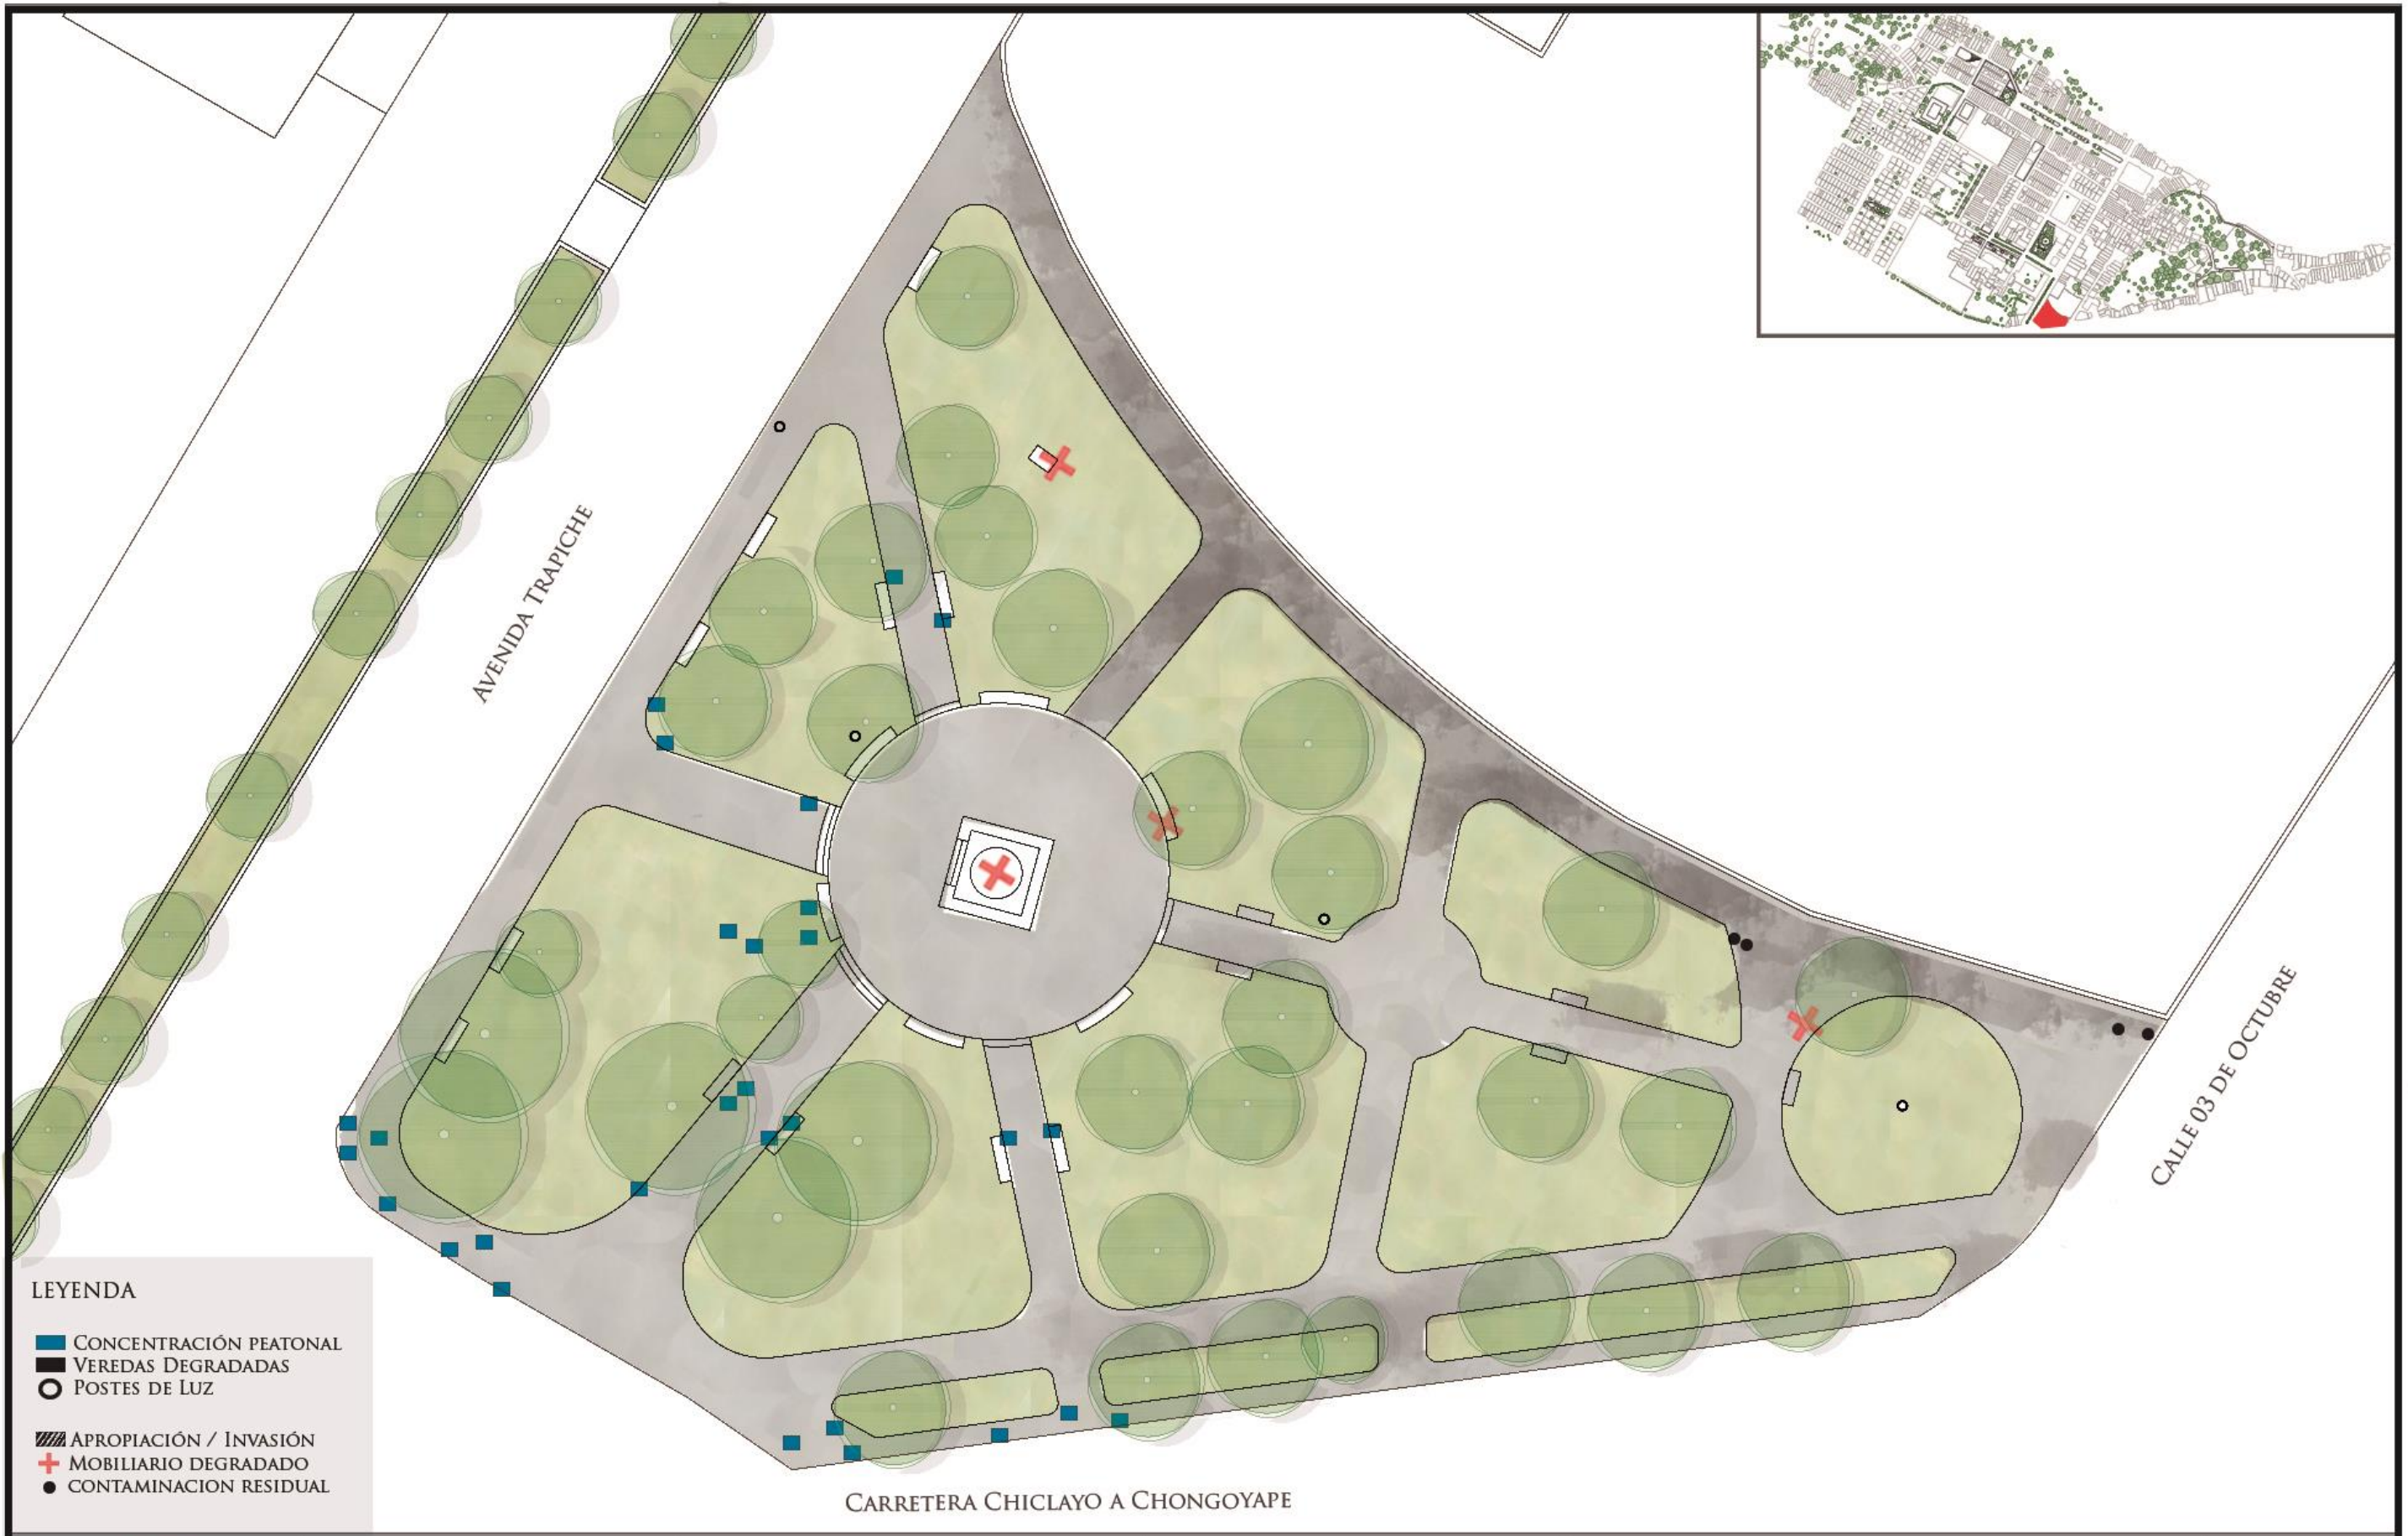 Avenida Trapiche
Calle 03 de Octubre
LEYENDA
Concentración peatonal
Veredas Degradadas
Postes de Luz
Apropiación / Invasión
Mobiliario degradado
contaminacion residual
Carretera Chiclayo a Chongoyape